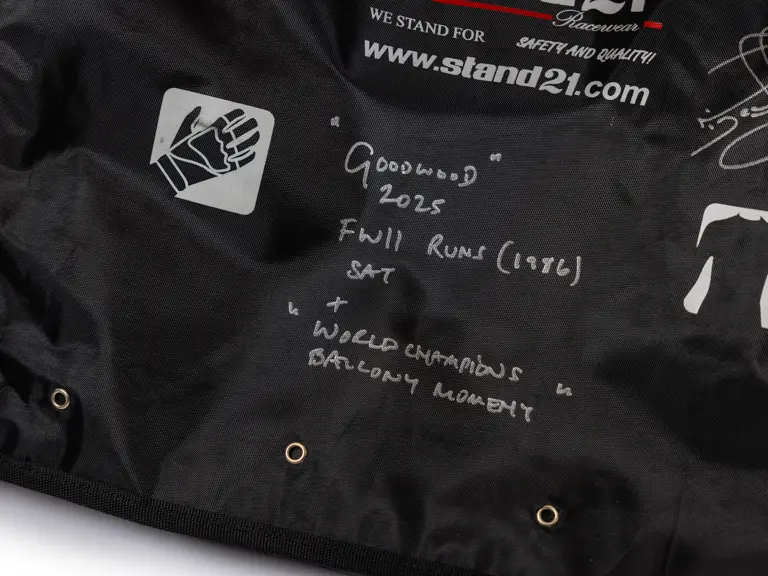 Racewear
WE STAND FOR SAFETY AND QUALITY!
www.stand21.com
"GOODWOOD"
2025
FW11 RUNS (1986)
SAT
+
"WORLD CHAMPIONS
BALCONY MOMENT"